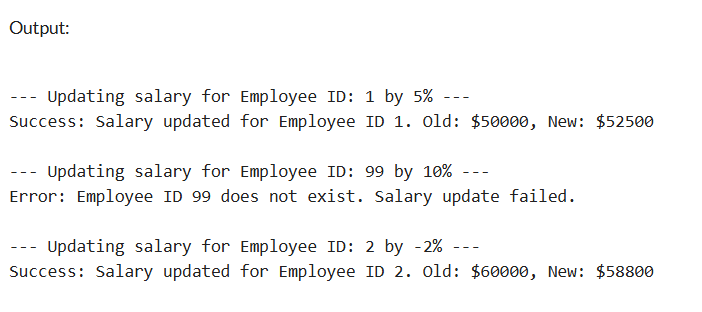 Output:
--- Updating salary for Employee ID: 1 by 5% ---
Success: Salary updated for Employee ID 1. Old: $50000, New: $52500
--- Updating salary for Employee ID: 99 by 10% ---
Error: Employee ID 99 does not exist. Salary update failed.
--- Updating salary for Employee ID: 2 by -2% ---
Success: Salary updated for Employee ID 2. Old: $60000, New: $58800